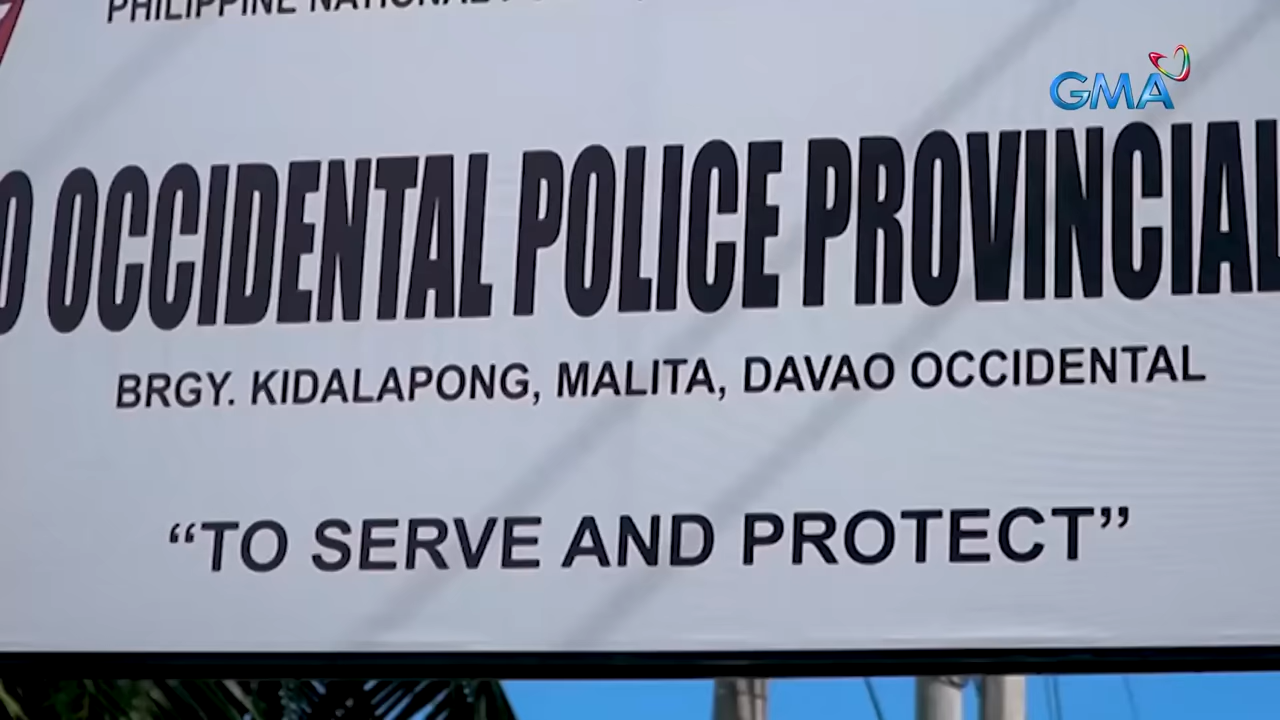 PHILIPPINE NATIONAL
GMA
O OCCIDENTAL POLICE PROVINCIAL
BRGY. KIDALAPONG, MALITA, DAVAO OCCIDENTAL
“TO SERVE AND PROTECT”